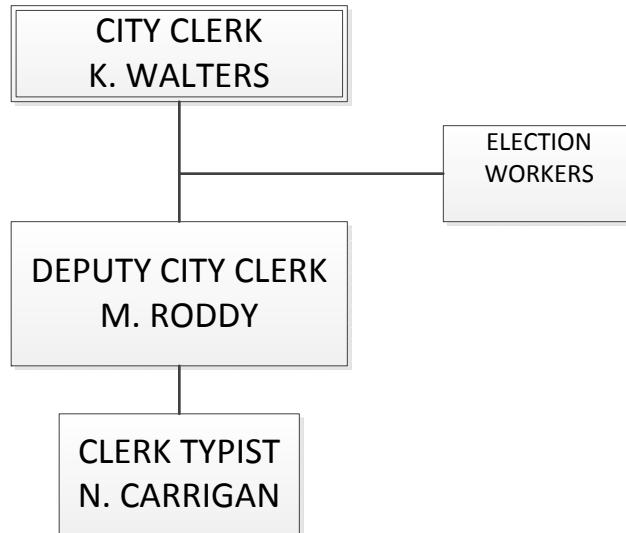 CITY CLERK
K. WALTERS
ELECTION
WORKERS
DEPUTY CITY CLERK
M. RODDY
CLERK TYPIST
N. CARRIGAN